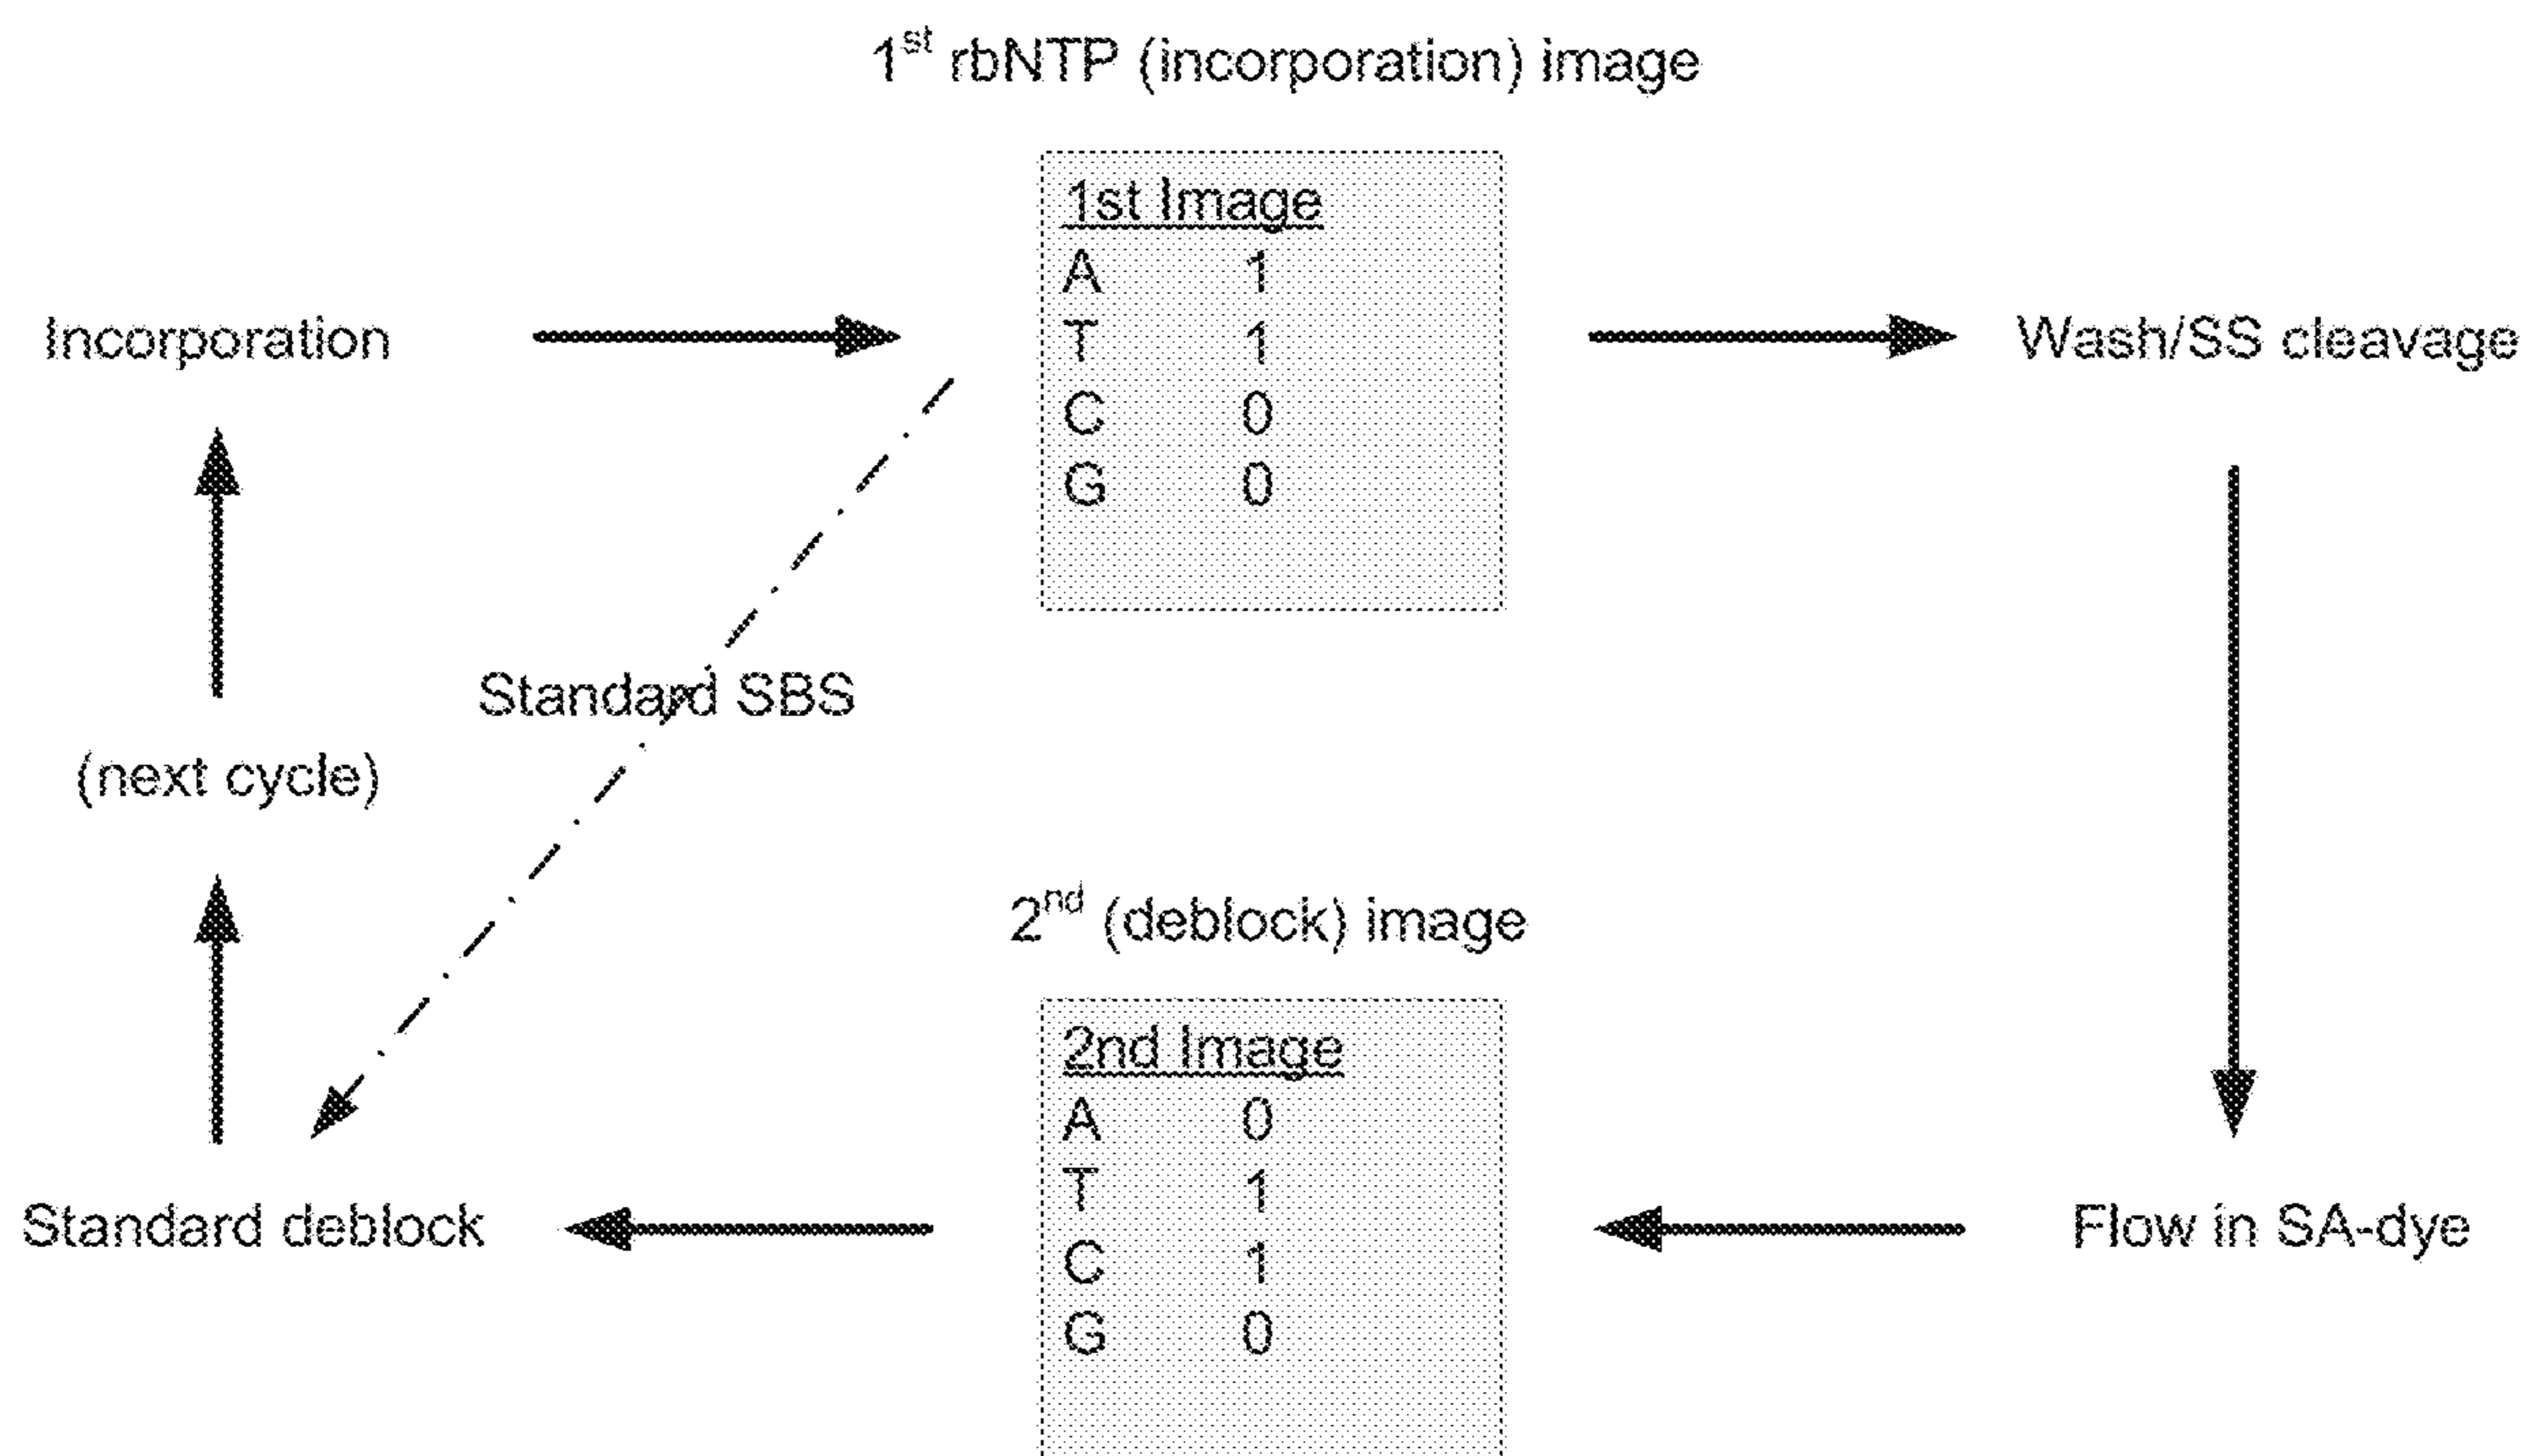 1st rbNTP (incorporation) image
1st Image
A 1
T 1
C 0
G 0
Incorporation
Wash/SS cleavage
Standard SBS
(next cycle)
2nd (deblock) image
2nd Image
A 0
T 1
C 1
G 0
Standard deblock
Flow in SA-dye